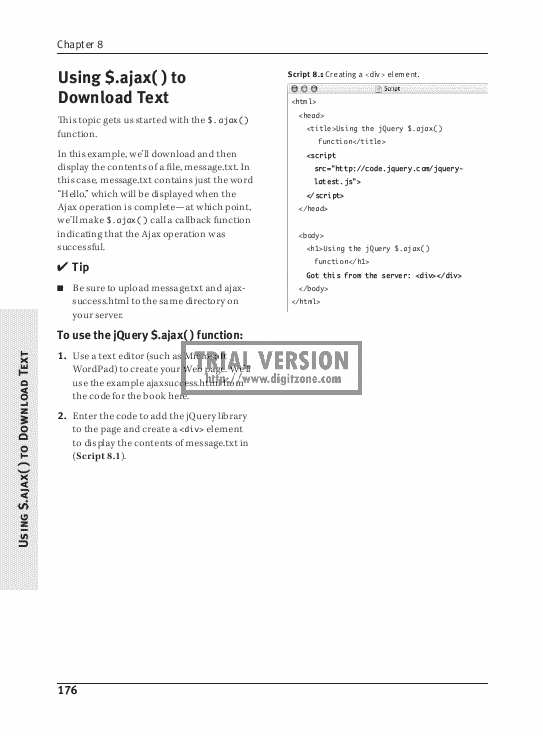 Chapter 8
Using $.ajax( ) to
Download Text
This topic gets us started with the $.ajax()
function.
In this example, we'll download and then
display the contents of a file, message.txt. In
this case, message.txt contains just the word
“Hello,” which will be displayed when the
Ajax operation is complete—at which point,
we'll make $.ajax() call a callback function
indicating that the Ajax operation was
successful.
✔ Tip
■ Be sure to upload message.txt and ajax-
success.html to the same directory on
your server.
To use the jQuery $.ajax( ) function:
1. Use a text editor (such as Microsoft
WordPad) to create your Web page. We'll
use the example ajaxsuccess.html from
the code for the book here.
2. Enter the code to add the jQuery library
to the page and create a <div> element
to display the contents of message.txt in
(Script 8.1).
Script 8.1 Creating a <div> element.
Script
<html>
<head>
<title>Using the jQuery $.ajax()
function</title>
<script
src="http://code.jquery.com/jquery-
latest.js">
</script>
</head>
<body>
<h1>Using the jQuery $.ajax()
function</h1>
Got this from the server: <div></div>
</body>
</html>
TRIAL VERSION
http://www.digitzone.com
Using $.ajax( ) to Download Text
176